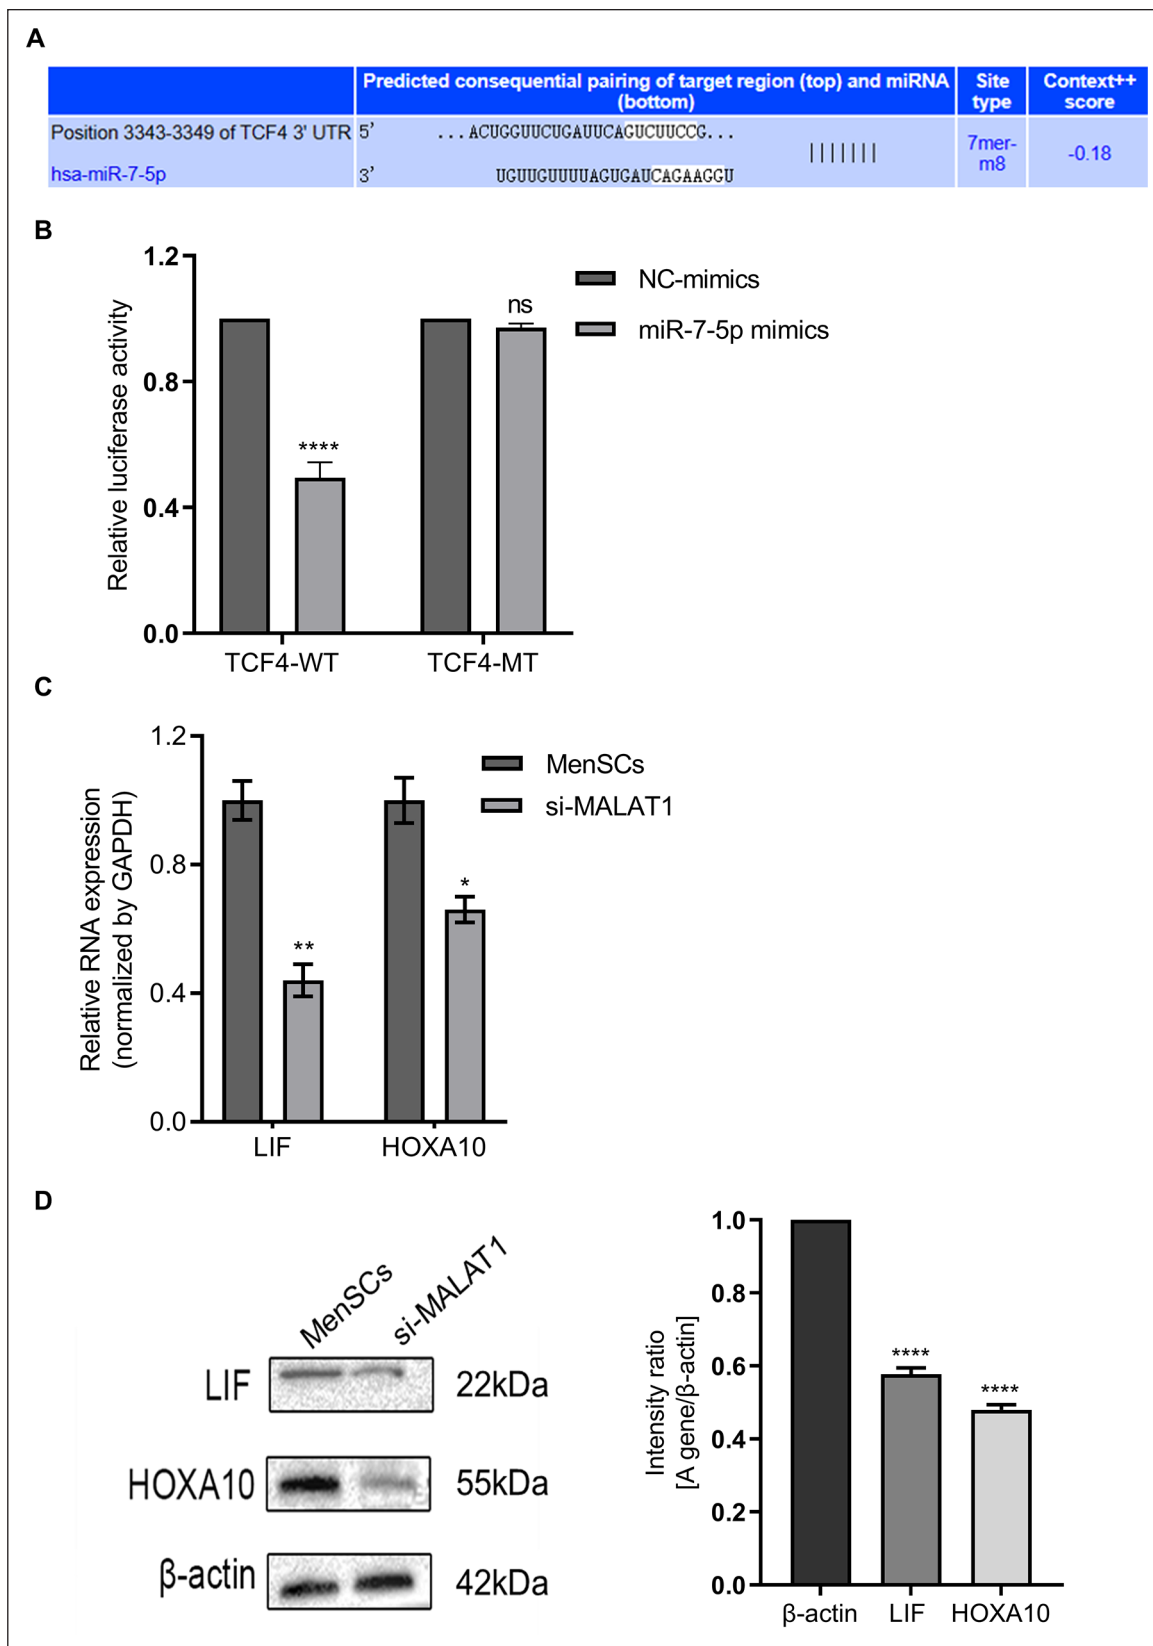 A
Predicted consequential pairing of target region (top) and miRNA (bottom)
Site type
Context++ score
Position 3343-3349 of TCF4 3' UTR 5' ...ACUGGUUCUGAUUCAGUCUUCCG...
hsa-miR-7-5p 3' UGUUGUUUUAGUGAUCAGAAGGU
7mer-m8
-0.18
B
Relative luciferase activity
1.2
0.8
0.4
0.0
NC-mimics
miR-7-5p mimics
****
ns
TCF4-WT
TCF4-MT
C
Relative RNA expression
(normalized by GAPDH)
1.2
0.8
0.4
0.0
MenSCs
si-MALAT1
**
*
LIF
HOXA10
D
MenSCs
si-MALAT1
LIF
22kDa
HOXA10
55kDa
β-actin
42kDa
Intensity ratio
[A gene/β-actin]
1.0
0.8
0.6
0.4
0.2
0.0
****
****
β-actin
LIF
HOXA10